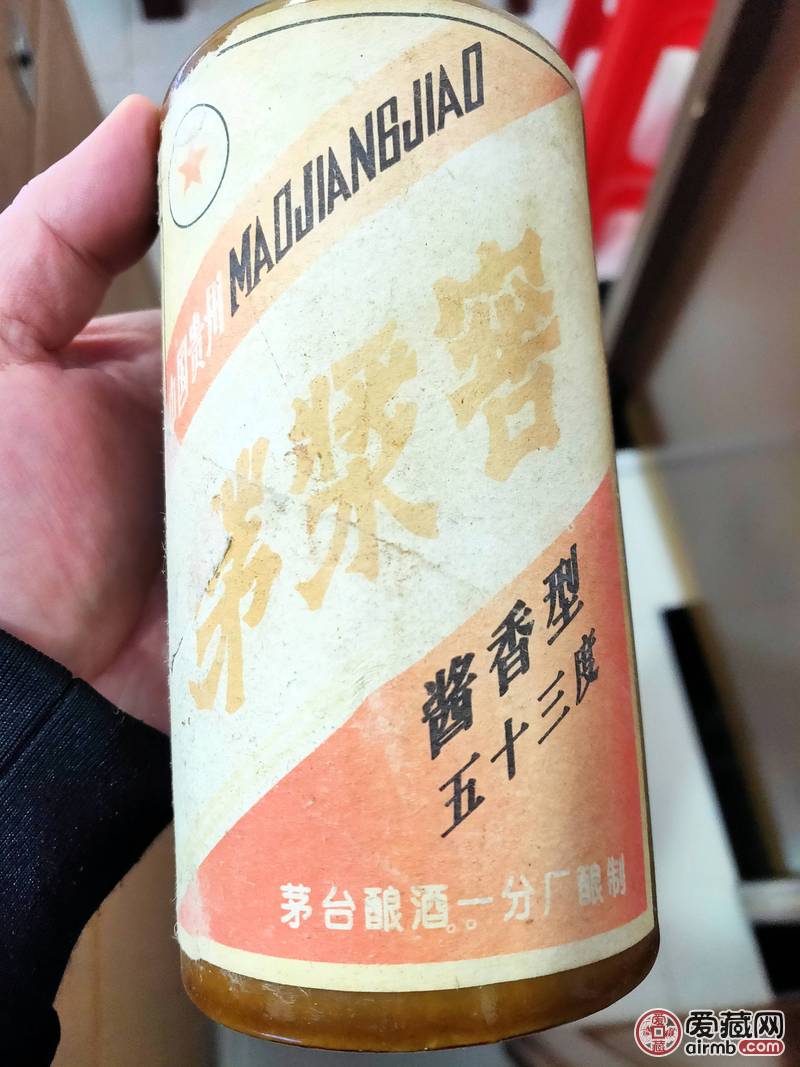 MAOJIANGJIAO
中国贵州
茅浆窖
酱香型
五十三度
茅台酿酒一分厂酿制
爱藏网
airmb.com